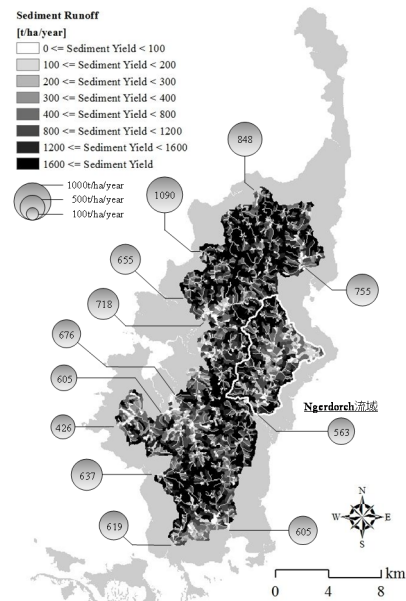 Sediment Runoff
[t/ha/year]
0 <= Sediment Yield < 100
100 <= Sediment Yield < 200
200 <= Sediment Yield < 300
300 <= Sediment Yield < 400
400 <= Sediment Yield < 800
800 <= Sediment Yield < 1200
1200 <= Sediment Yield < 1600
1600 <= Sediment Yield
1000t/ha/year
500t/ha/year
100t/ha/year
848
1090
655
755
718
676
605
Ngerdorch流域
426
563
637
619
605
N
W
E
S
km
0 4 8